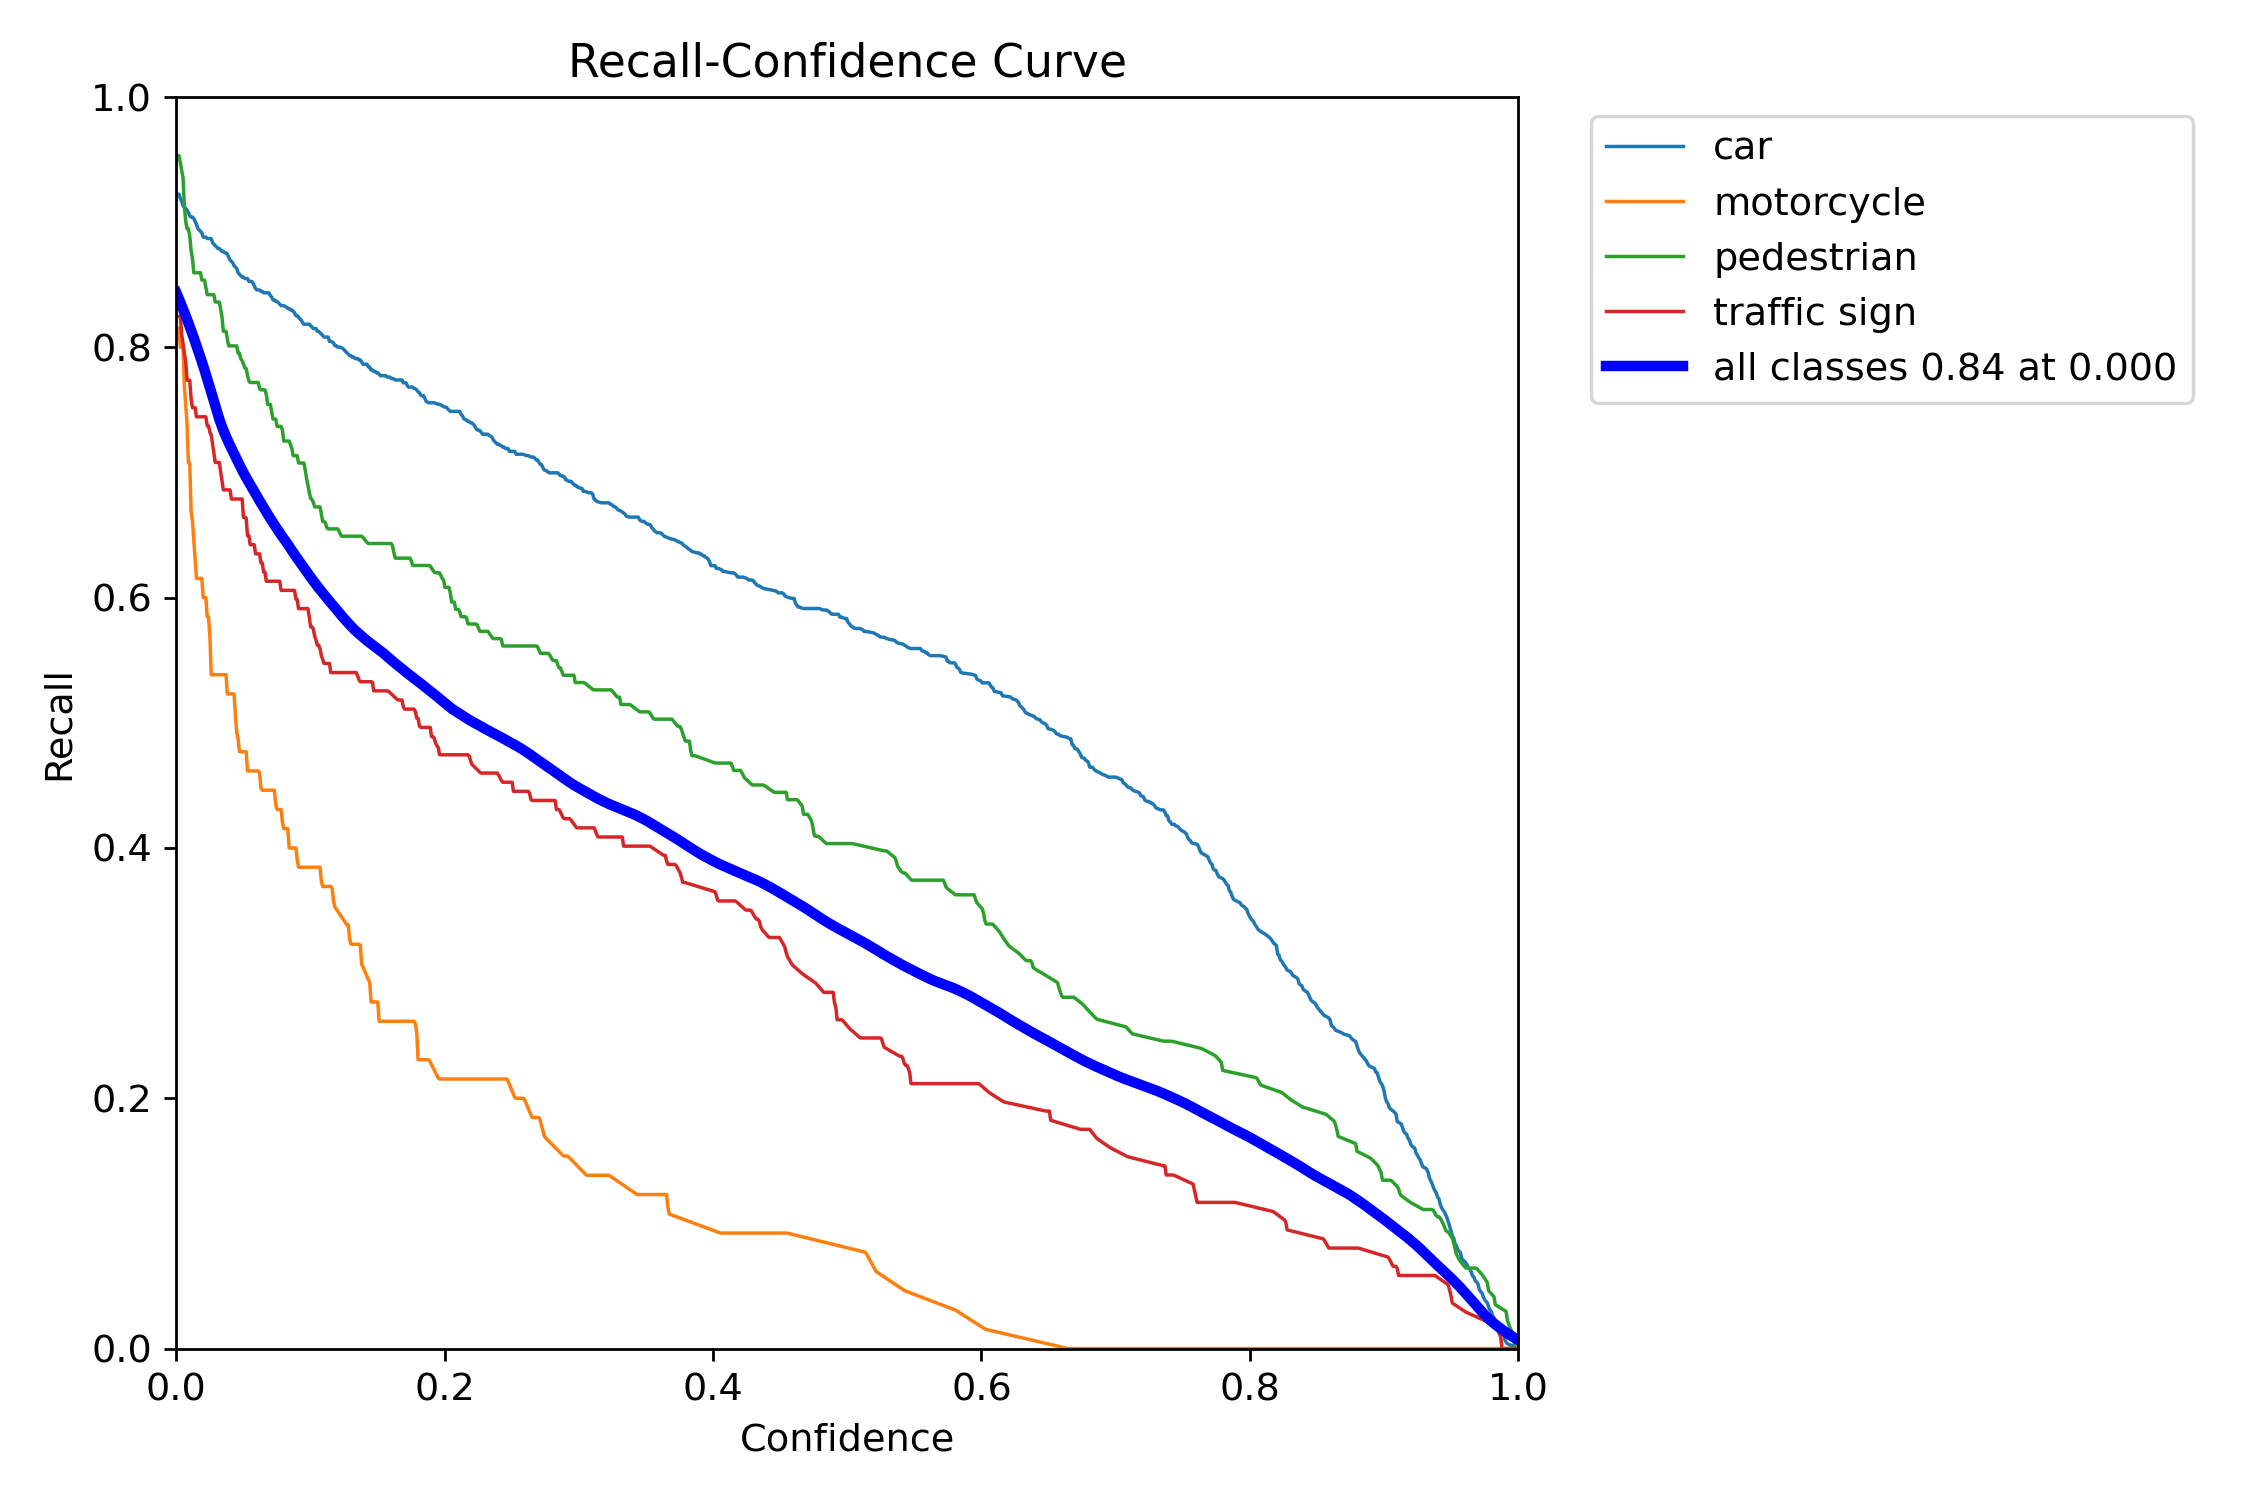 Recall-Confidence Curve
1.0
0.8
0.6
0.4
0.2
0.0
Recall
0.0 0.2 0.4 0.6 0.8 1.0
Confidence
car
motorcycle
pedestrian
traffic sign
all classes 0.84 at 0.000